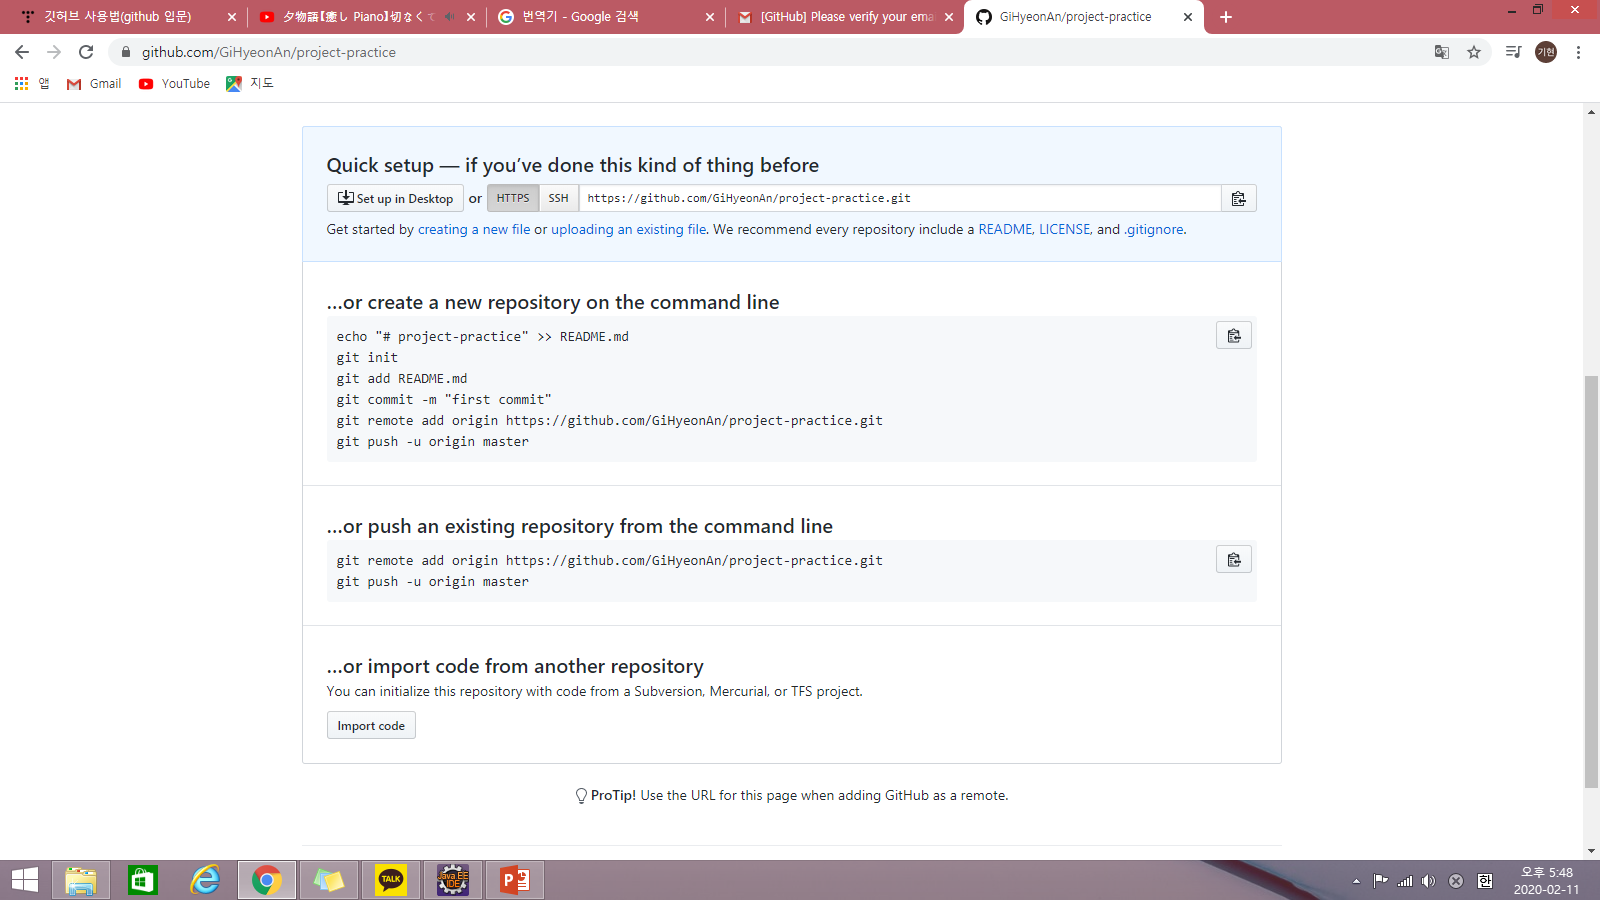 깃허브 사용법(github 입문)
夕物語【癒し Piano】切なくて
번역기 - Google 검색
[GitHub] Please verify your ema
GiHyeonAn/project-practice
github.com/GiHyeonAn/project-practice
기현
앱
Gmail
YouTube
지도
Quick setup — if you’ve done this kind of thing before
Set up in Desktop or HTTPS SSH https://github.com/GiHyeonAn/project-practice.git
Get started by creating a new file or uploading an existing file. We recommend every repository include a README, LICENSE, and .gitignore.
…or create a new repository on the command line
echo "# project-practice" >> README.md
git init
git add README.md
git commit -m "first commit"
git remote add origin https://github.com/GiHyeonAn/project-practice.git
git push -u origin master
…or push an existing repository from the command line
git remote add origin https://github.com/GiHyeonAn/project-practice.git
git push -u origin master
…or import code from another repository
You can initialize this repository with code from a Subversion, Mercurial, or TFS project.
Import code
ProTip! Use the URL for this page when adding GitHub as a remote.
TALK
Java EE
IDE
P
한
오후 5:48
2020-02-11